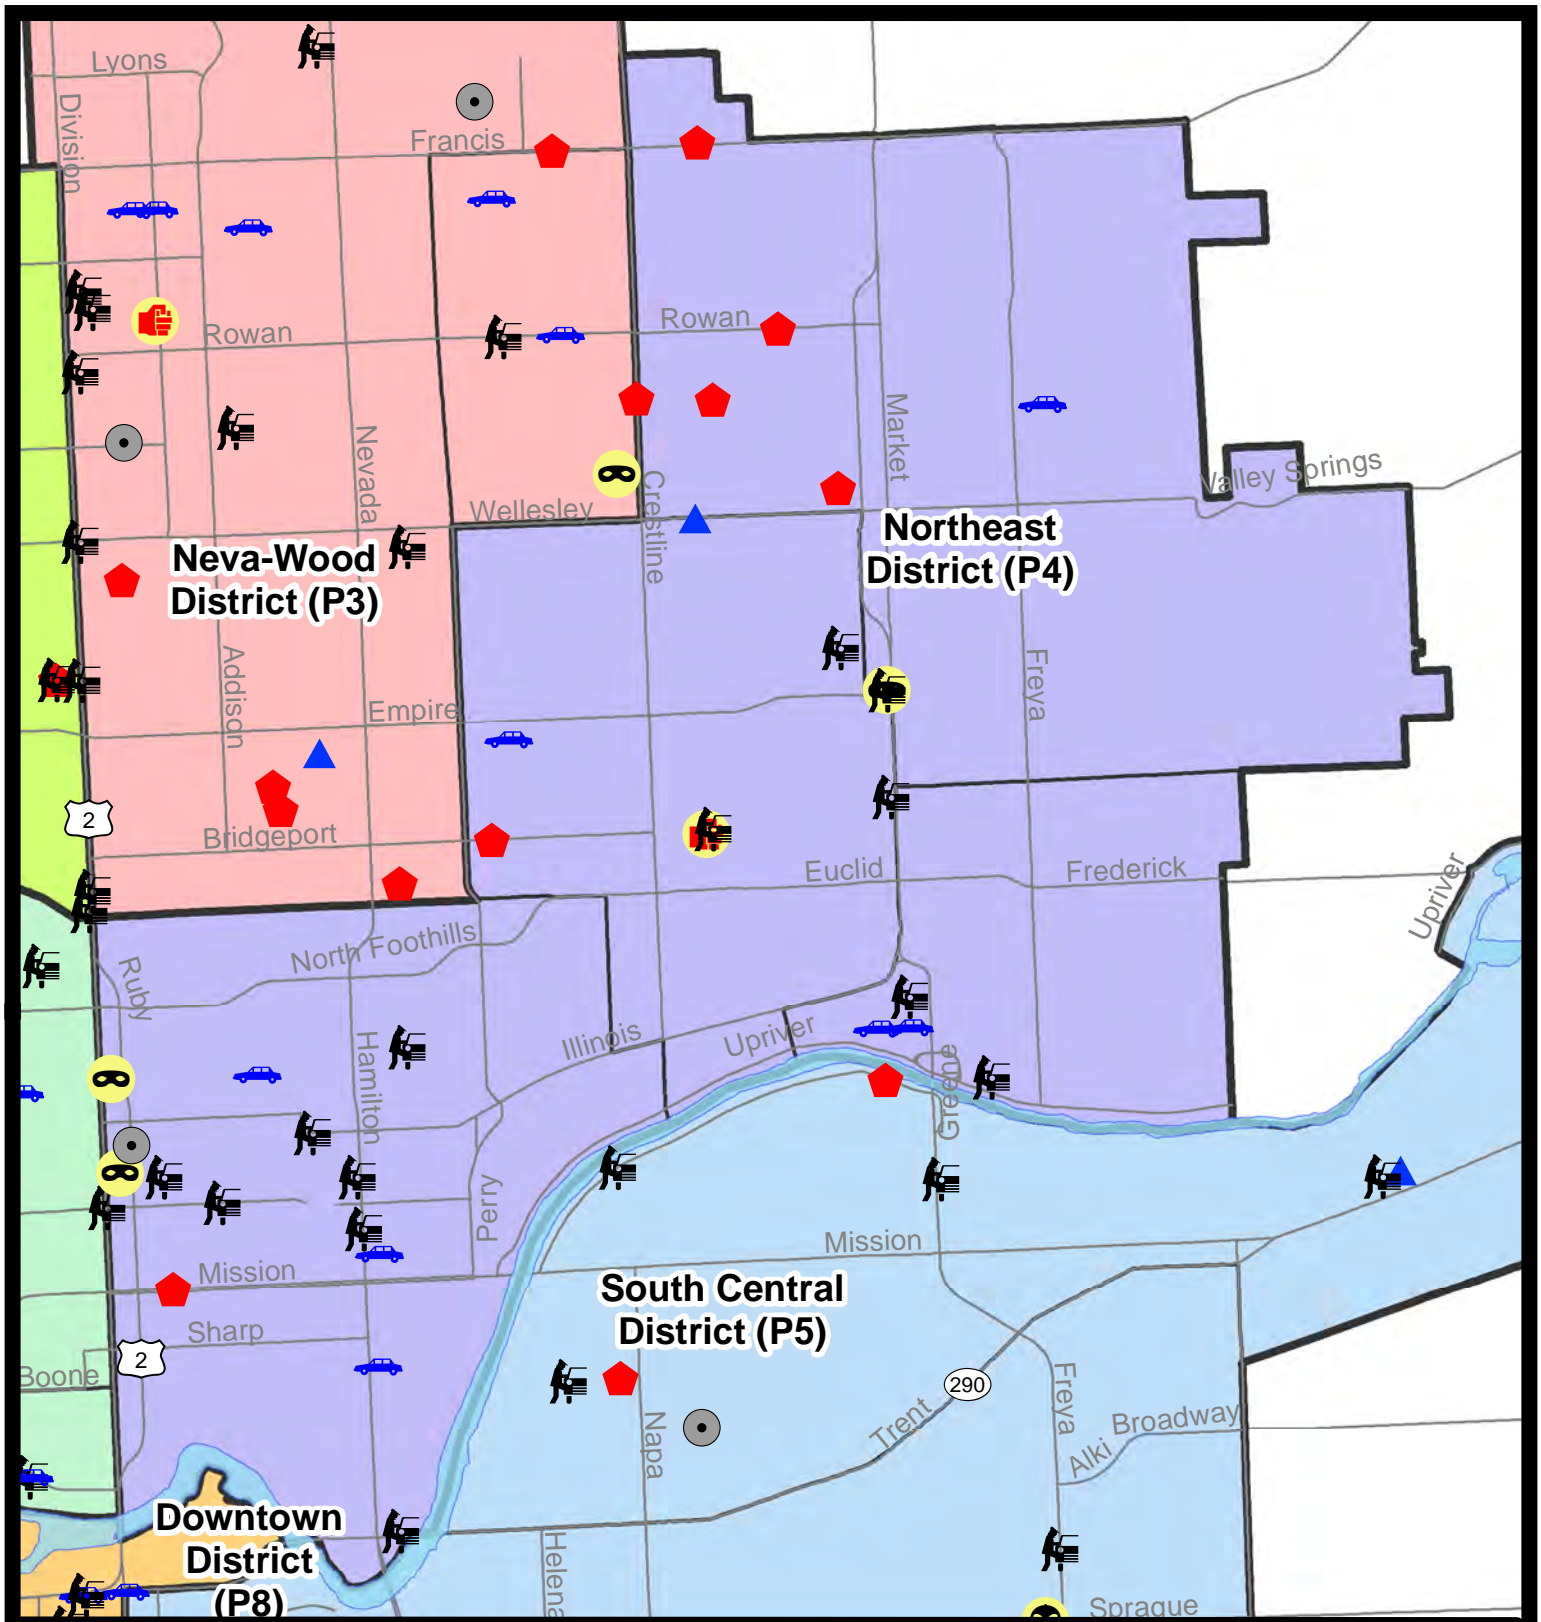 Lyons
Division
Francis
Rowan
Rowan
Market
Nevada
Wellesley
Crestline
Valley Springs
Northeast
District (P4)
Neva-Wood
District (P3)
Addison
Freya
Empire
2
Bridgeport
Euclid
Frederick
Upriver
North Foothills
Ruby
Hamilton
Illinois
Upriver
Greene
Perry
Mission
Mission
South Central
District (P5)
Sharp
2
Boone
290
Freya
Napa
Trent
Broadway
Alki
Downtown
District
(P8)
Helena
Sprague